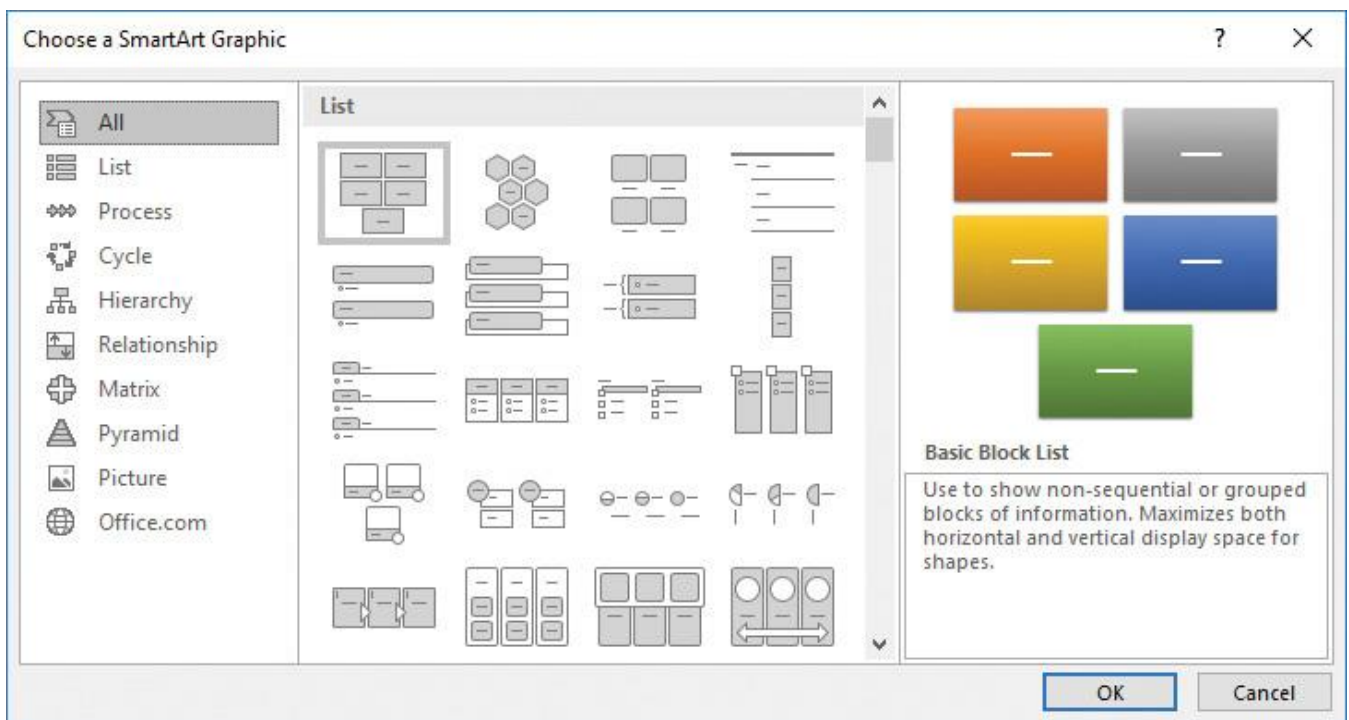 Choose a SmartArt Graphic
?
All
List
Process
Cycle
Hierarchy
Relationship
Matrix
Pyramid
Picture
Office.com
List
Basic Block List
Use to show non-sequential or grouped
blocks of information. Maximizes both
horizontal and vertical display space for
shapes.
OK
Cancel